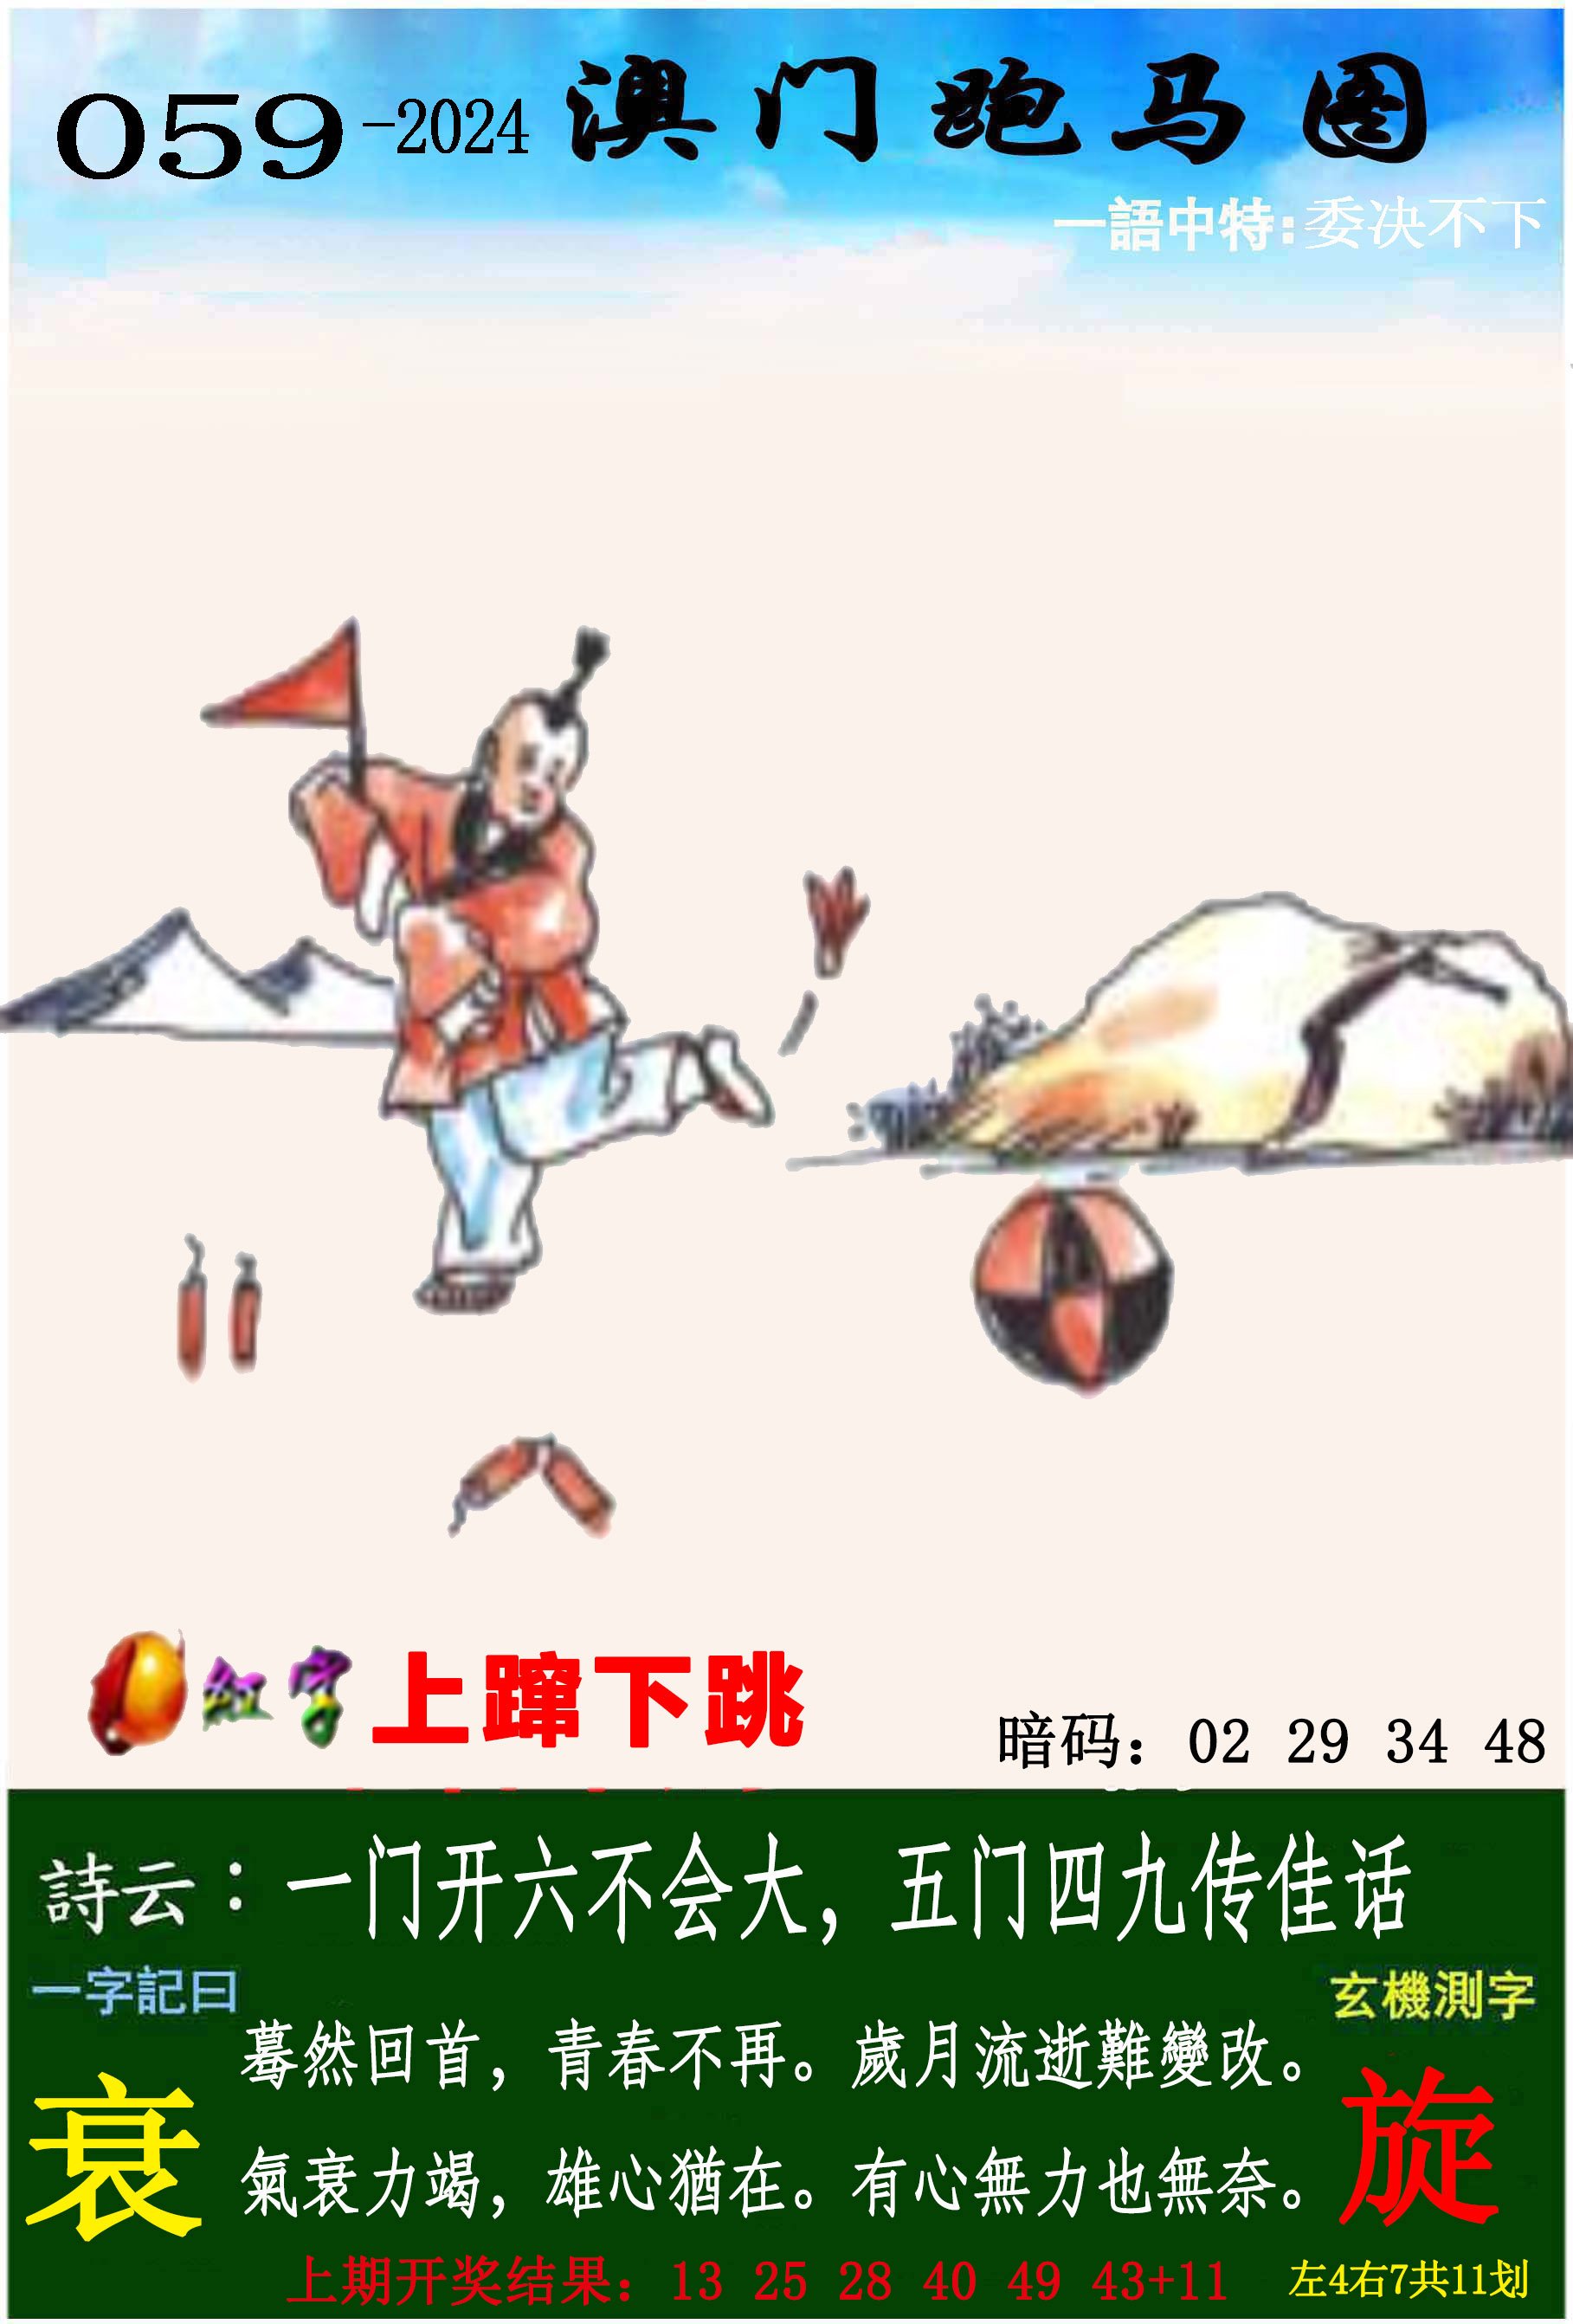 059-2024 澳门跑马图
一語中特:委决不下
红字 上蹿下跳
暗码：02 29 34 48
詩云：一门开六不会大，五门四九传佳话
一字記曰
玄機測字
驀然回首，青春不再。歲月流逝難變改。
衰
旋
氣衰力竭，雄心猶在。有心無力也無奈。
上期开奖结果：13 25 28 40 49 43+11
左4右7共11划